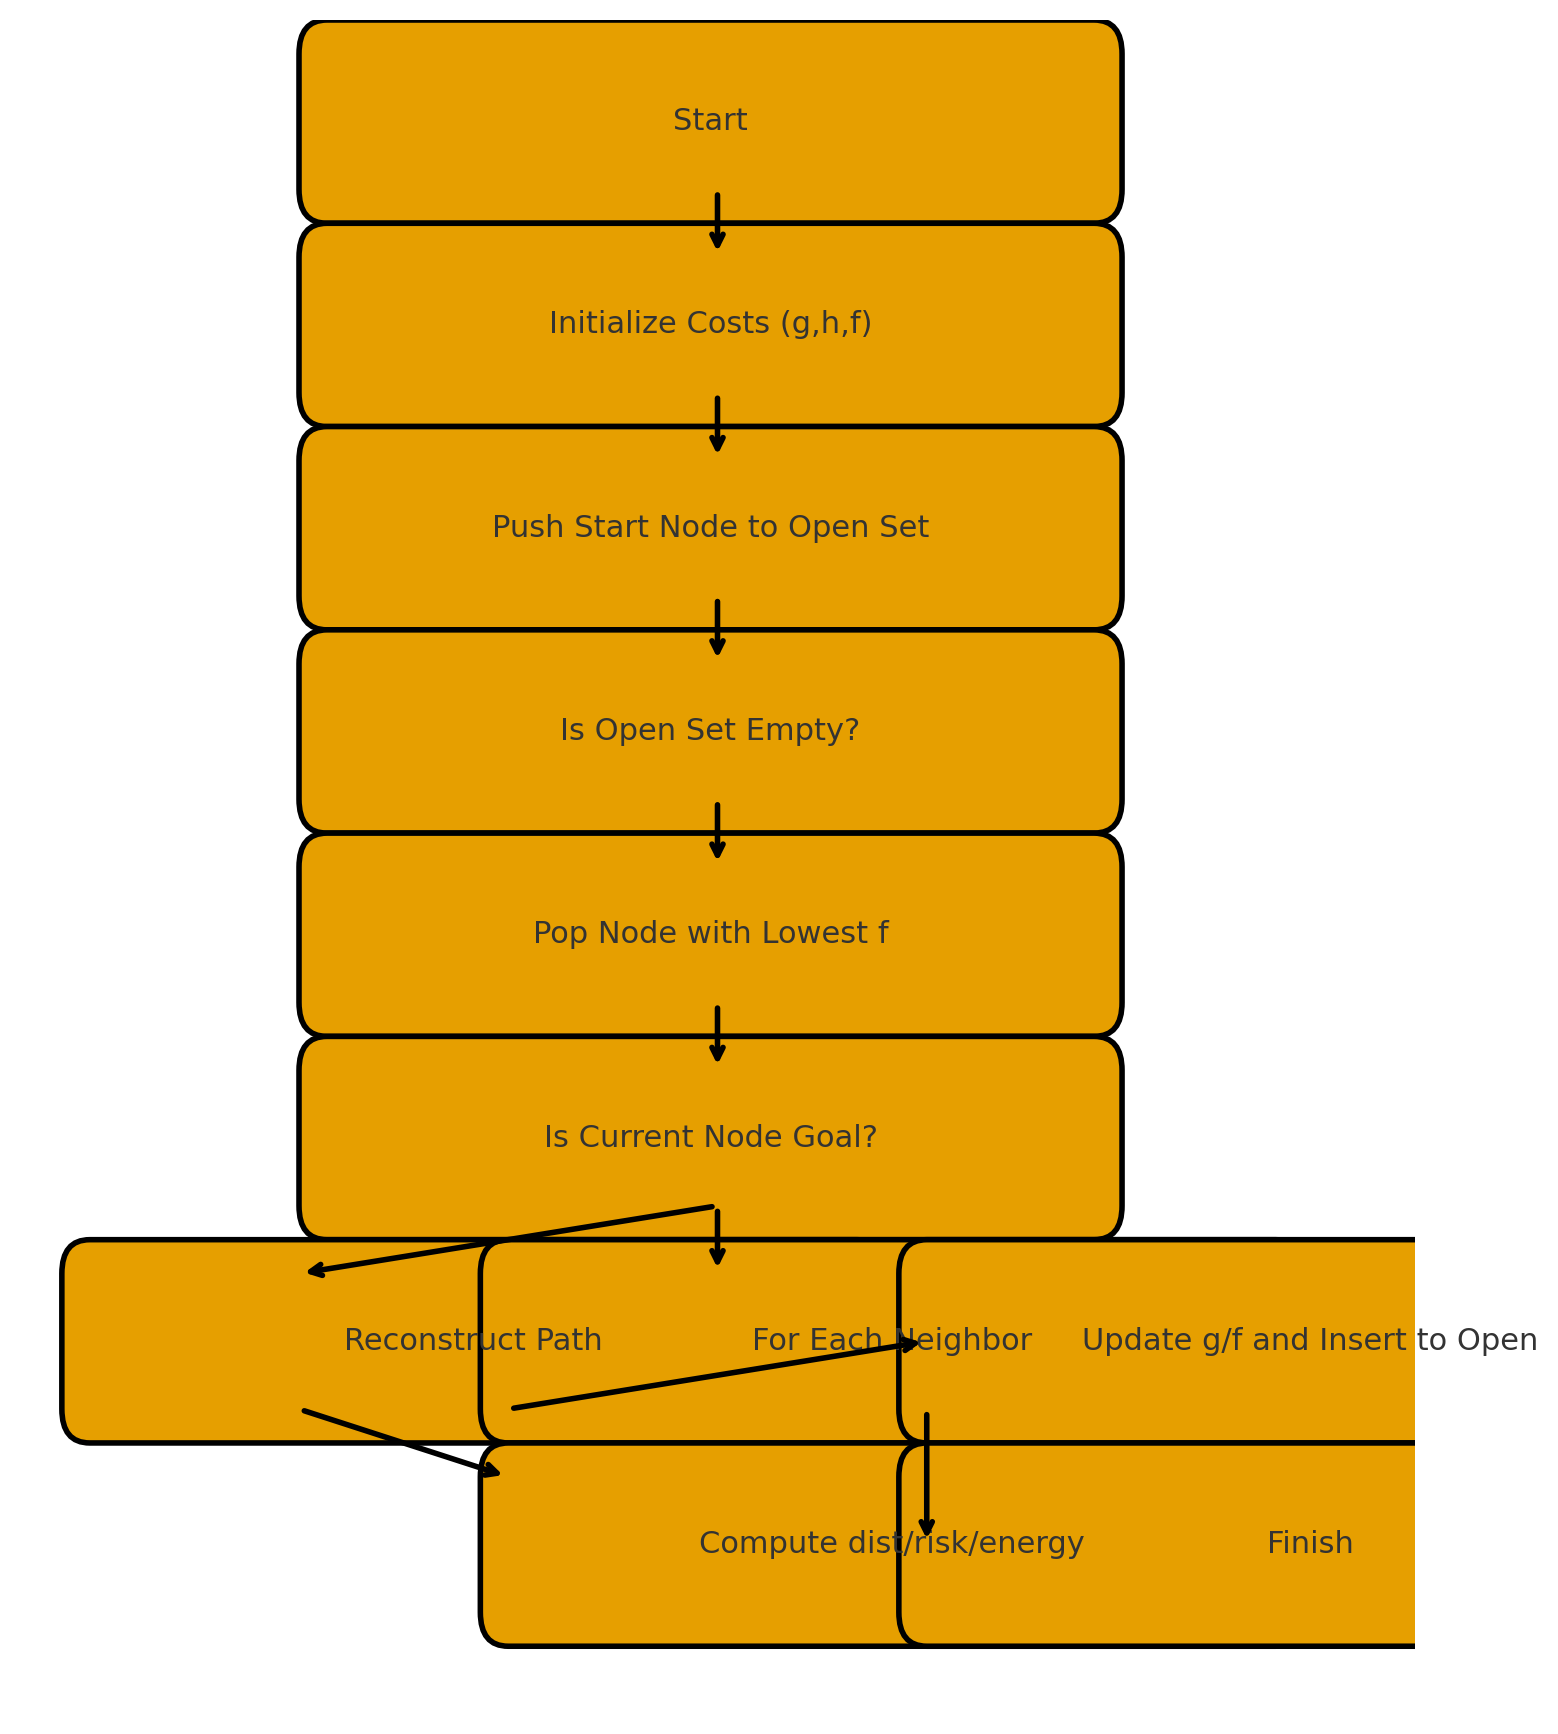 Start
Initialize Costs (g,h,f)
Push Start Node to Open Set
Is Open Set Empty?
Pop Node with Lowest f
Is Current Node Goal?
Reconstruct Path
For Each Neighbor
Update g/f and Insert to Open
Compute dist/risk/energy
Finish